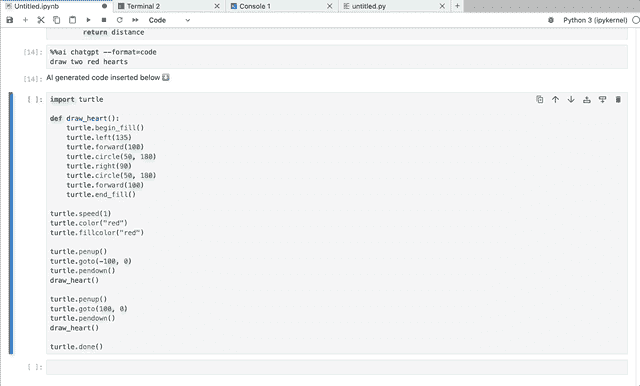 Untitled.ipynb
Terminal 2
Console 1
untitled.py
Code
Python 3 (ipykernel)
return distance
[14]:
%%ai chatgpt --format=code
draw two red hearts
[14]: AI generated code inserted below
[ ]:
import turtle
def draw_heart():
turtle.begin_fill()
turtle.left(135)
turtle.forward(100)
turtle.circle(50, 180)
turtle.right(90)
turtle.circle(50, 180)
turtle.forward(100)
turtle.end_fill()
turtle.speed(1)
turtle.color("red")
turtle.fillcolor("red")
turtle.penup()
turtle.goto(-100, 0)
turtle.pendown()
draw_heart()
turtle.penup()
turtle.goto(100, 0)
turtle.pendown()
draw_heart()
turtle.done()
[ ]: